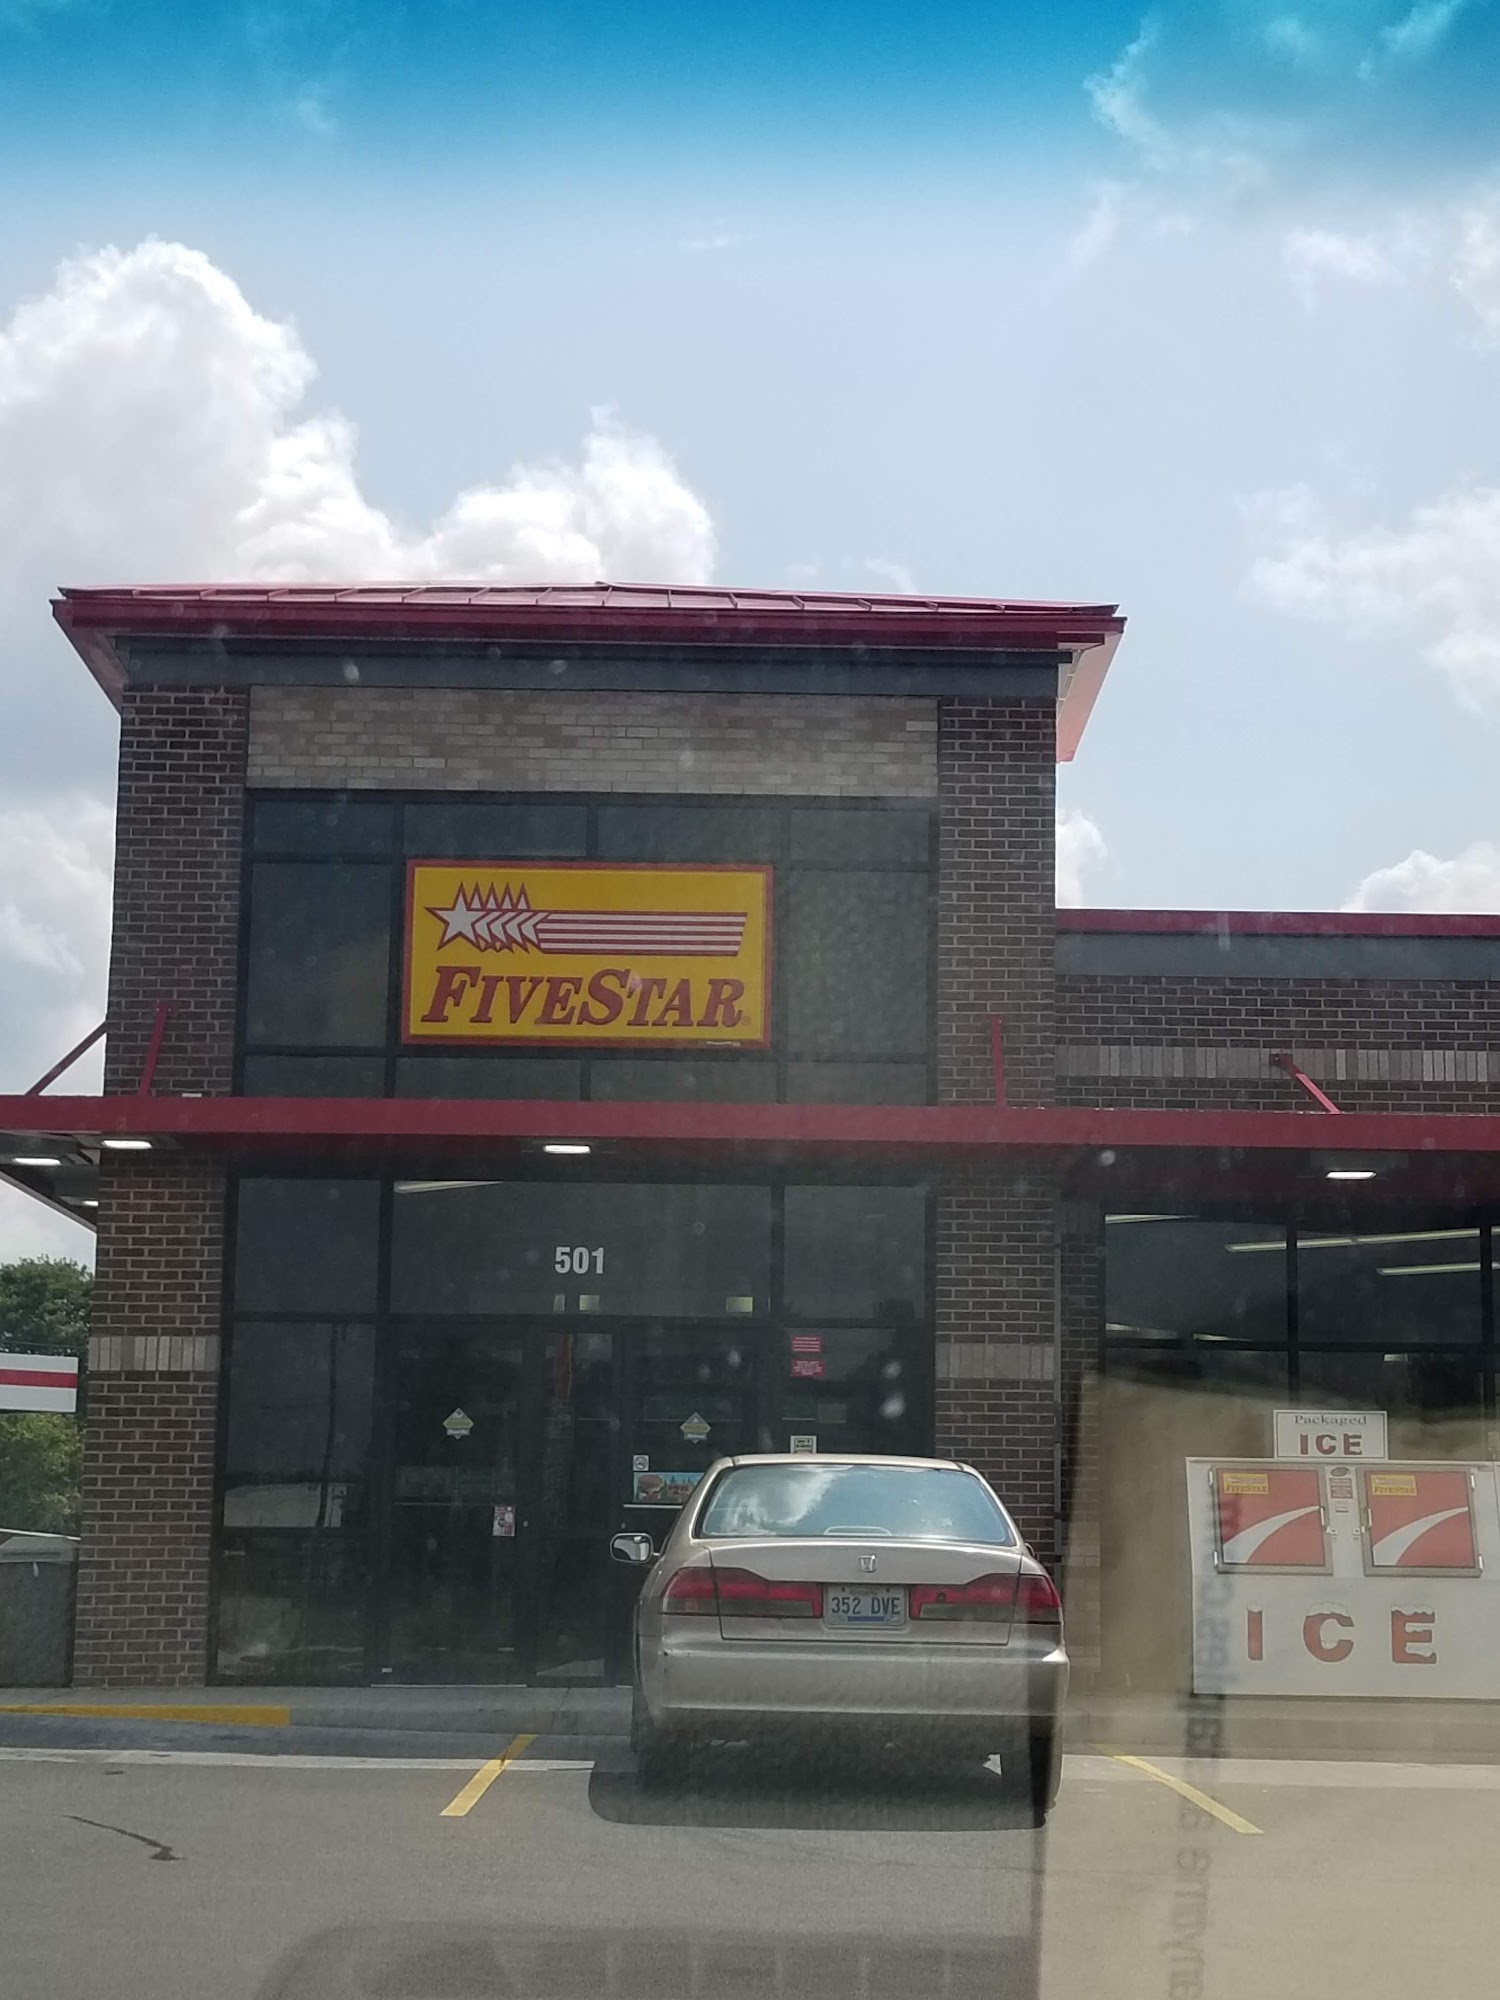 FIVESTAR
501
Packaged
ICE
FIVESTAR
FIVESTAR
352 DVE
ICE